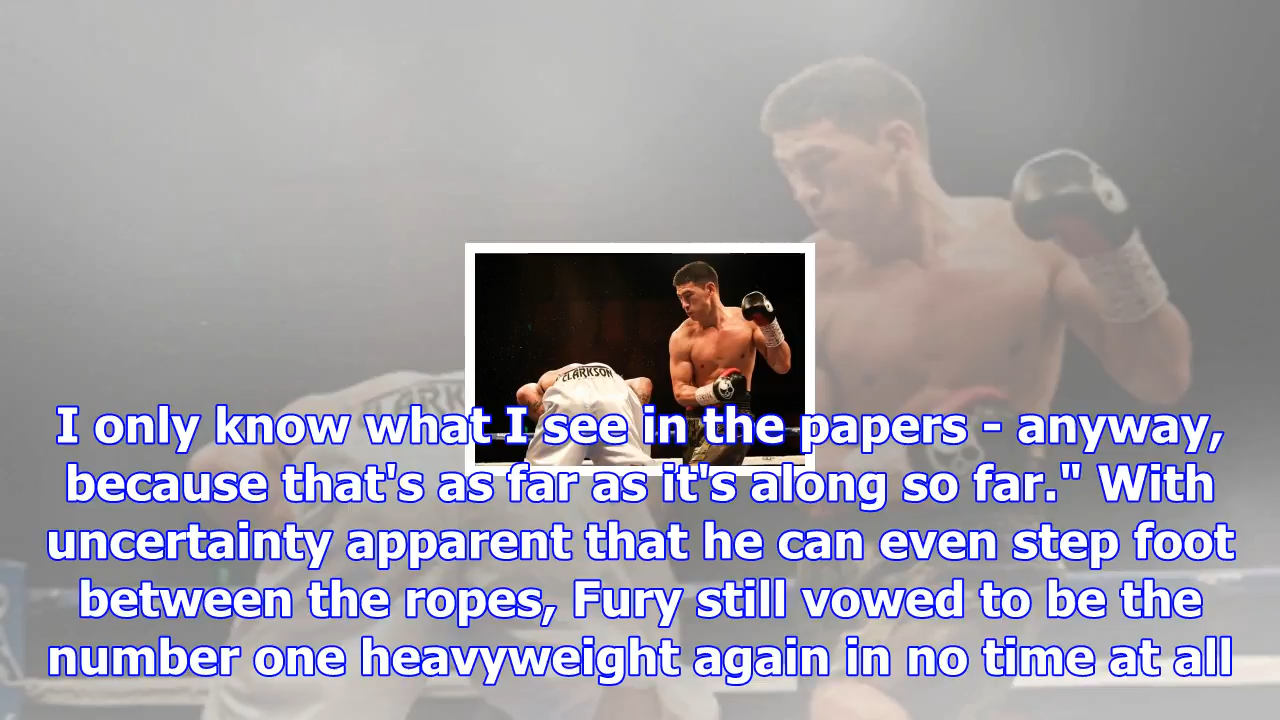 CLARKSON
I only know what I see in the papers - anyway,
because that's as far as it's along so far." With
uncertainty apparent that he can even step foot
between the ropes, Fury still vowed to be the
number one heavyweight again in no time at all